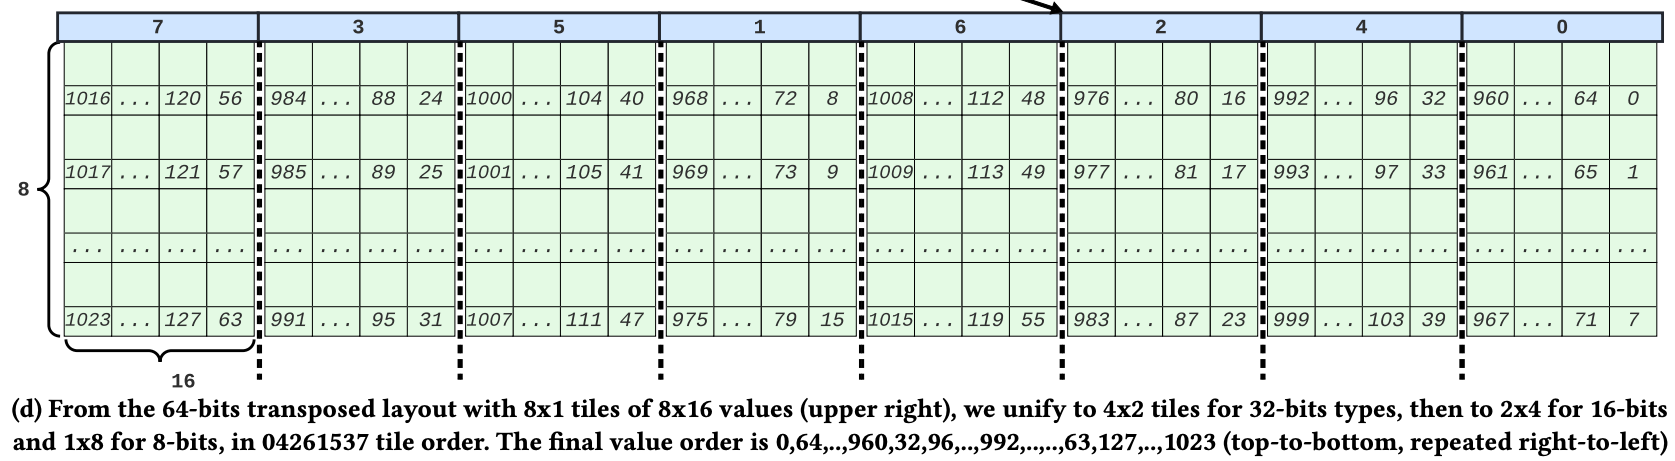 7 3 5 1 6 2 4 0
1016 ... 120 56 984 ... 88 24 1000 ... 104 40 968 ... 72 8 1008 ... 112 48 976 ... 80 16 992 ... 96 32 960 ... 64 0
1017 ... 121 57 985 ... 89 25 1001 ... 105 41 969 ... 73 9 1009 ... 113 49 977 ... 81 17 993 ... 97 33 961 ... 65 1
8
... ... ... ... ... ... ... ... ... ... ... ... ... ... ... ... ... ... ... ... ... ... ... ... ... ... ... ... ... ... ... ...
1023 ... 127 63 991 ... 95 31 1007 ... 111 47 975 ... 79 15 1015 ... 119 55 983 ... 87 23 999 ... 103 39 967 ... 71 7
16
(d) From the 64-bits transposed layout with 8x1 tiles of 8x16 values (upper right), we unify to 4x2 tiles for 32-bits types, then to 2x4 for 16-bits
and 1x8 for 8-bits, in 04261537 tile order. The final value order is 0,64,..,960,32,96,..,992,..,..,63,127,..,1023 (top-to-bottom, repeated right-to-left)